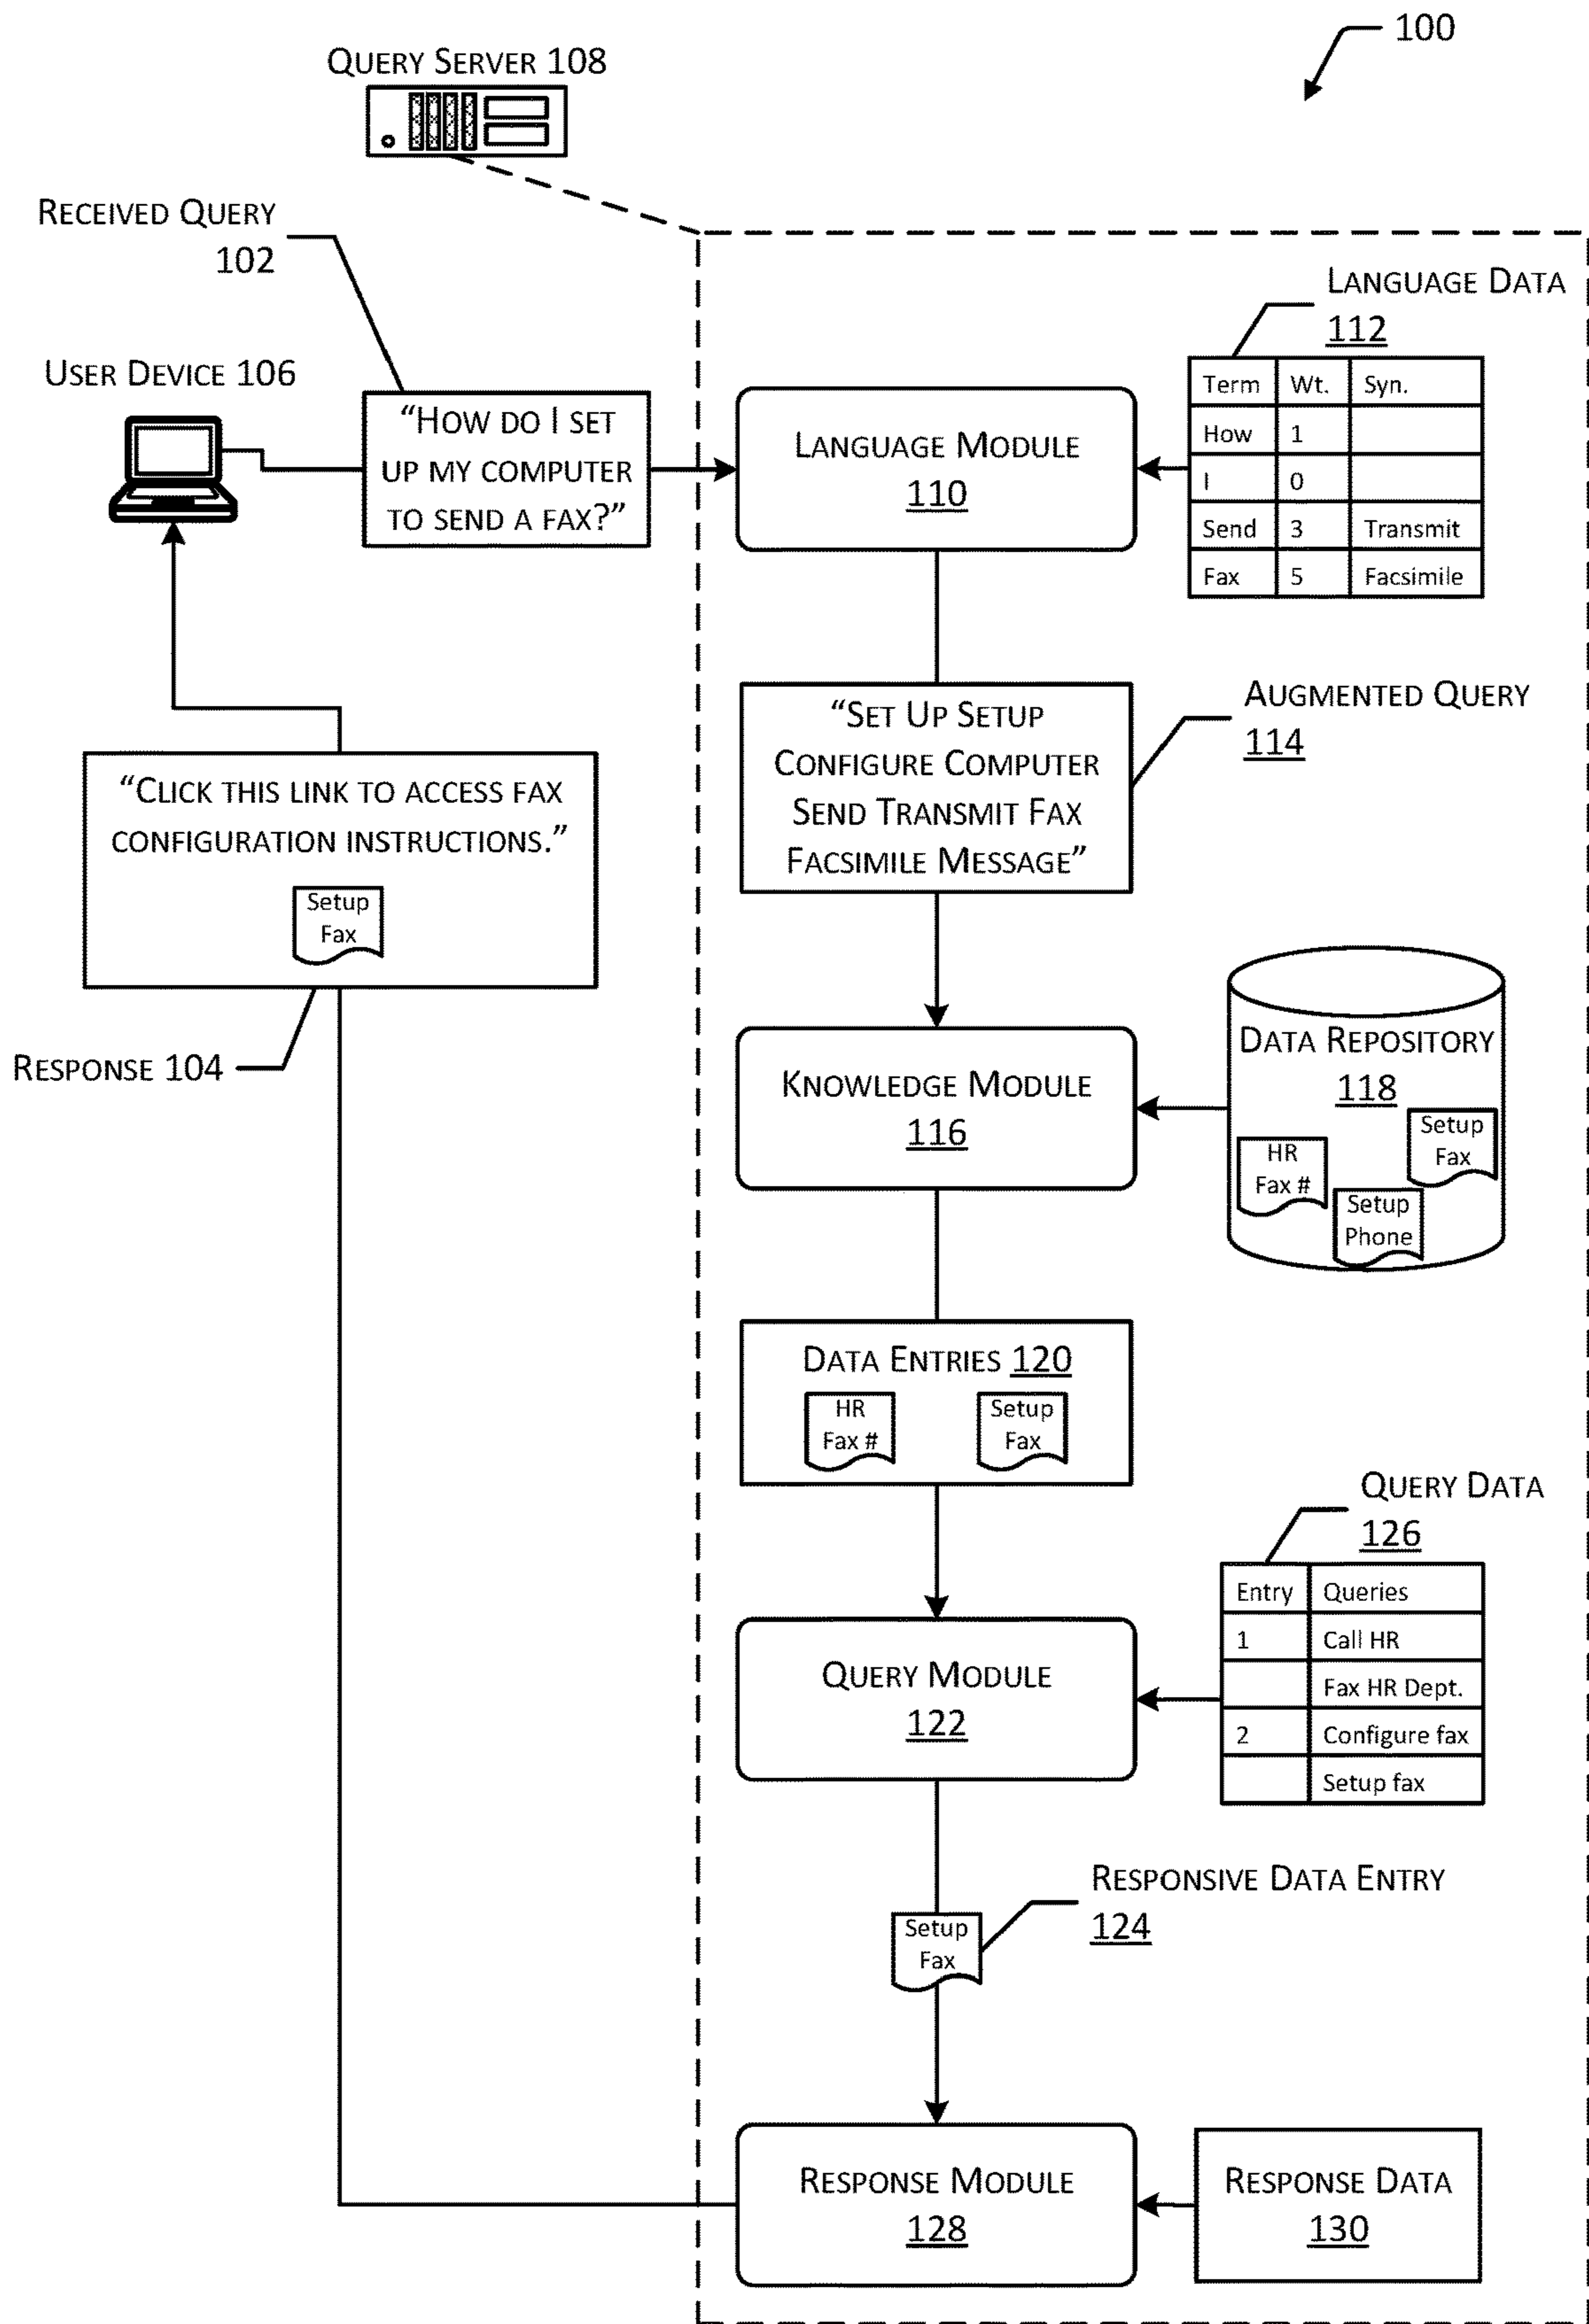 100
QUERY SERVER 108
RECEIVED QUERY
102
LANGUAGE DATA
112
USER DEVICE 106
“HOW DO I SET
UP MY COMPUTER
TO SEND A FAX?”
LANGUAGE MODULE
110
Term Wt. Syn.
How 1
I 0
Send 3 Transmit
Fax 5 Facsimile
“SET UP SETUP
CONFIGURE COMPUTER
SEND TRANSMIT FAX
FACSIMILE MESSAGE”
AUGMENTED QUERY
114
“CLICK THIS LINK TO ACCESS FAX
CONFIGURATION INSTRUCTIONS.”
Setup
Fax
RESPONSE 104
KNOWLEDGE MODULE
116
DATA REPOSITORY
118
HR
Fax #
Setup
Phone
Setup
Fax
DATA ENTRIES 120
HR
Fax #
Setup
Fax
QUERY DATA
126
Entry Queries
1 Call HR
Fax HR Dept.
2 Configure fax
Setup fax
QUERY MODULE
122
RESPONSIVE DATA ENTRY
124
Setup
Fax
RESPONSE MODULE
128
RESPONSE DATA
130